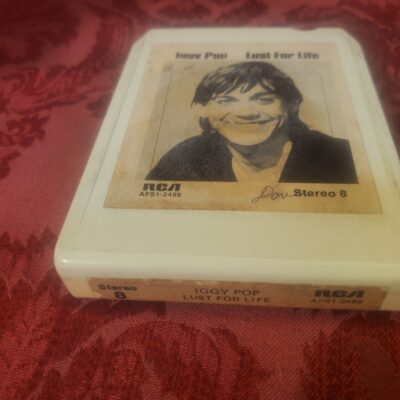 Iggy Pop Lust For Life
RCA
AFS1-2488
Don Stereo 8
Stereo
8
IGGY POP
LUST FOR LIFE
RCA
AFS1-2488